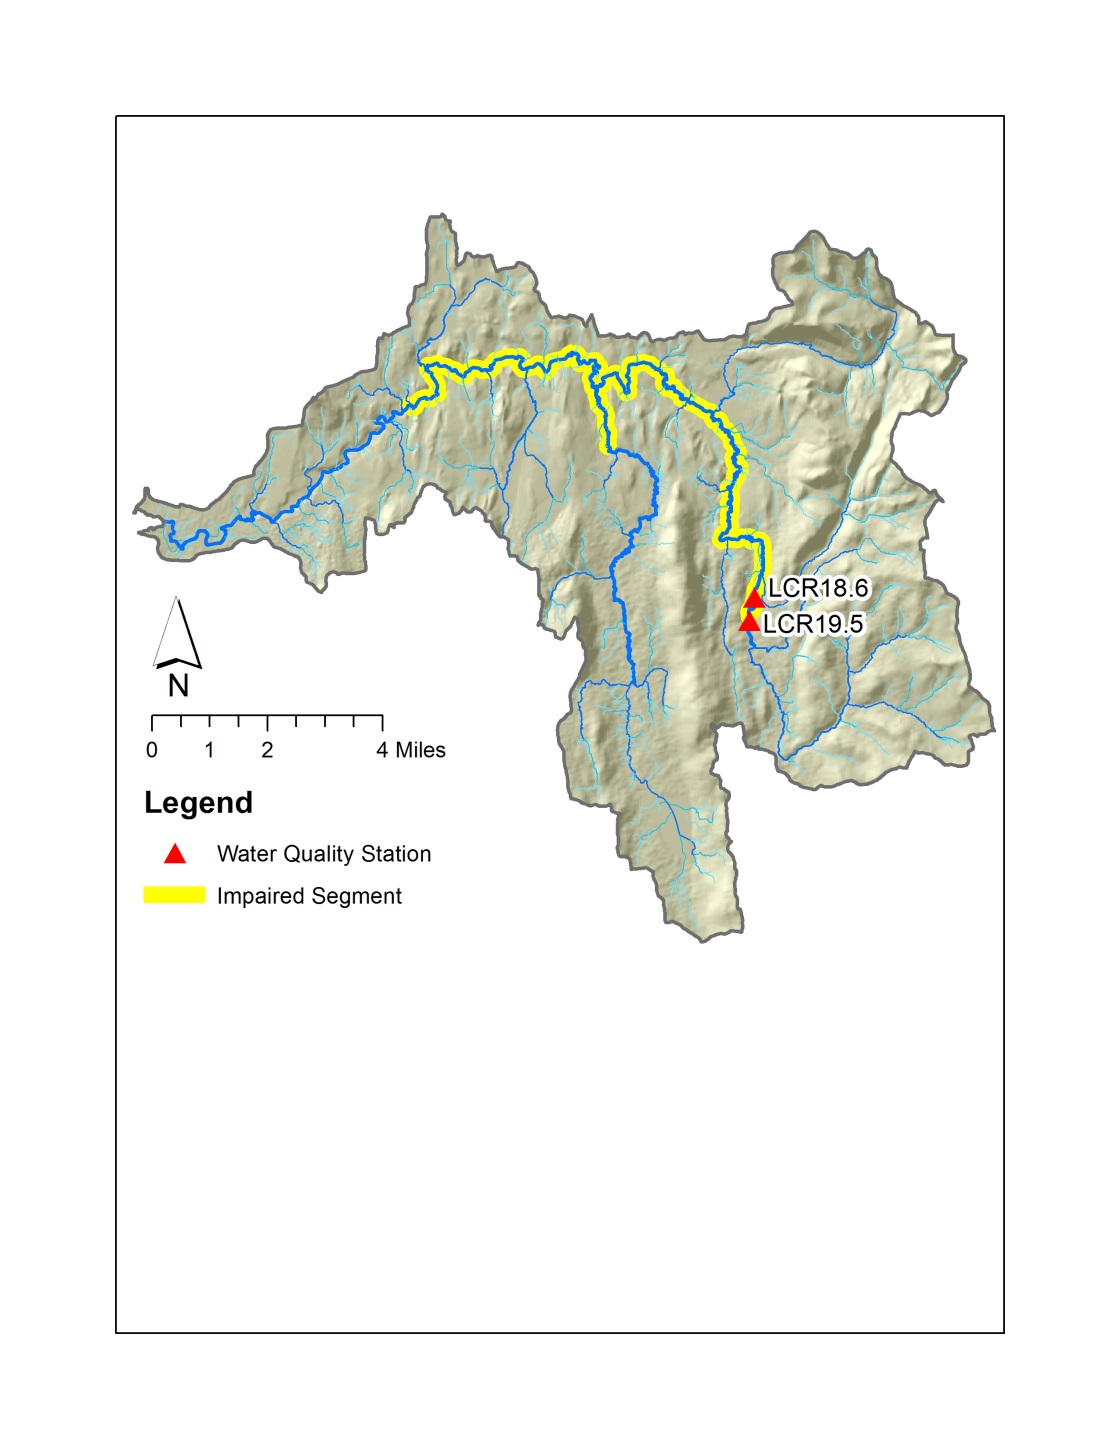 LCR18.6
LCR19.5
N
0 1 2 4 Miles
Legend
Water Quality Station
Impaired Segment